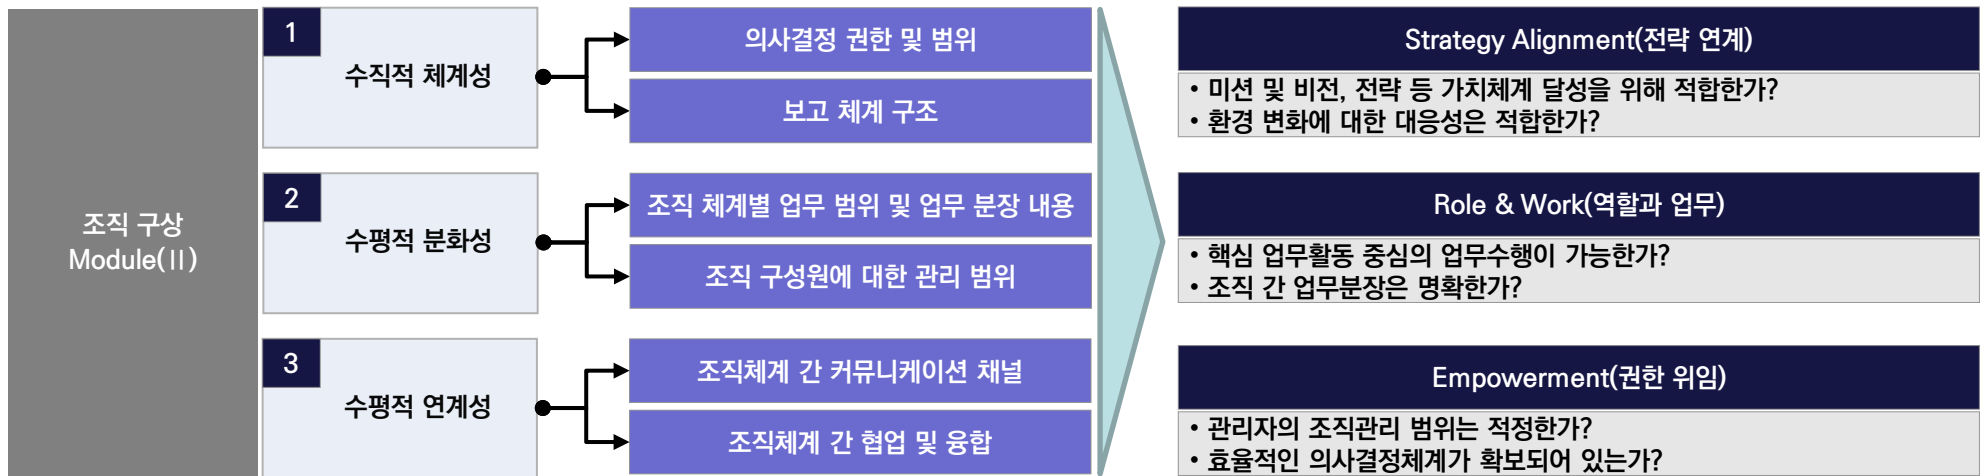 조직 구상
Module(Ⅱ)
1
수직적 체계성
의사결정 권한 및 범위
보고 체계 구조
2
수평적 분화성
조직 체계별 업무 범위 및 업무 분장 내용
조직 구성원에 대한 관리 범위
3
수평적 연계성
조직체계 간 커뮤니케이션 채널
조직체계 간 협업 및 융합
Strategy Alignment(전략 연계)
• 미션 및 비전, 전략 등 가치체계 달성을 위해 적합한가?
• 환경 변화에 대한 대응성은 적합한가?
Role & Work(역할과 업무)
• 핵심 업무활동 중심의 업무수행이 가능한가?
• 조직 간 업무분장은 명확한가?
Empowerment(권한 위임)
• 관리자의 조직관리 범위는 적정한가?
• 효율적인 의사결정체계가 확보되어 있는가?